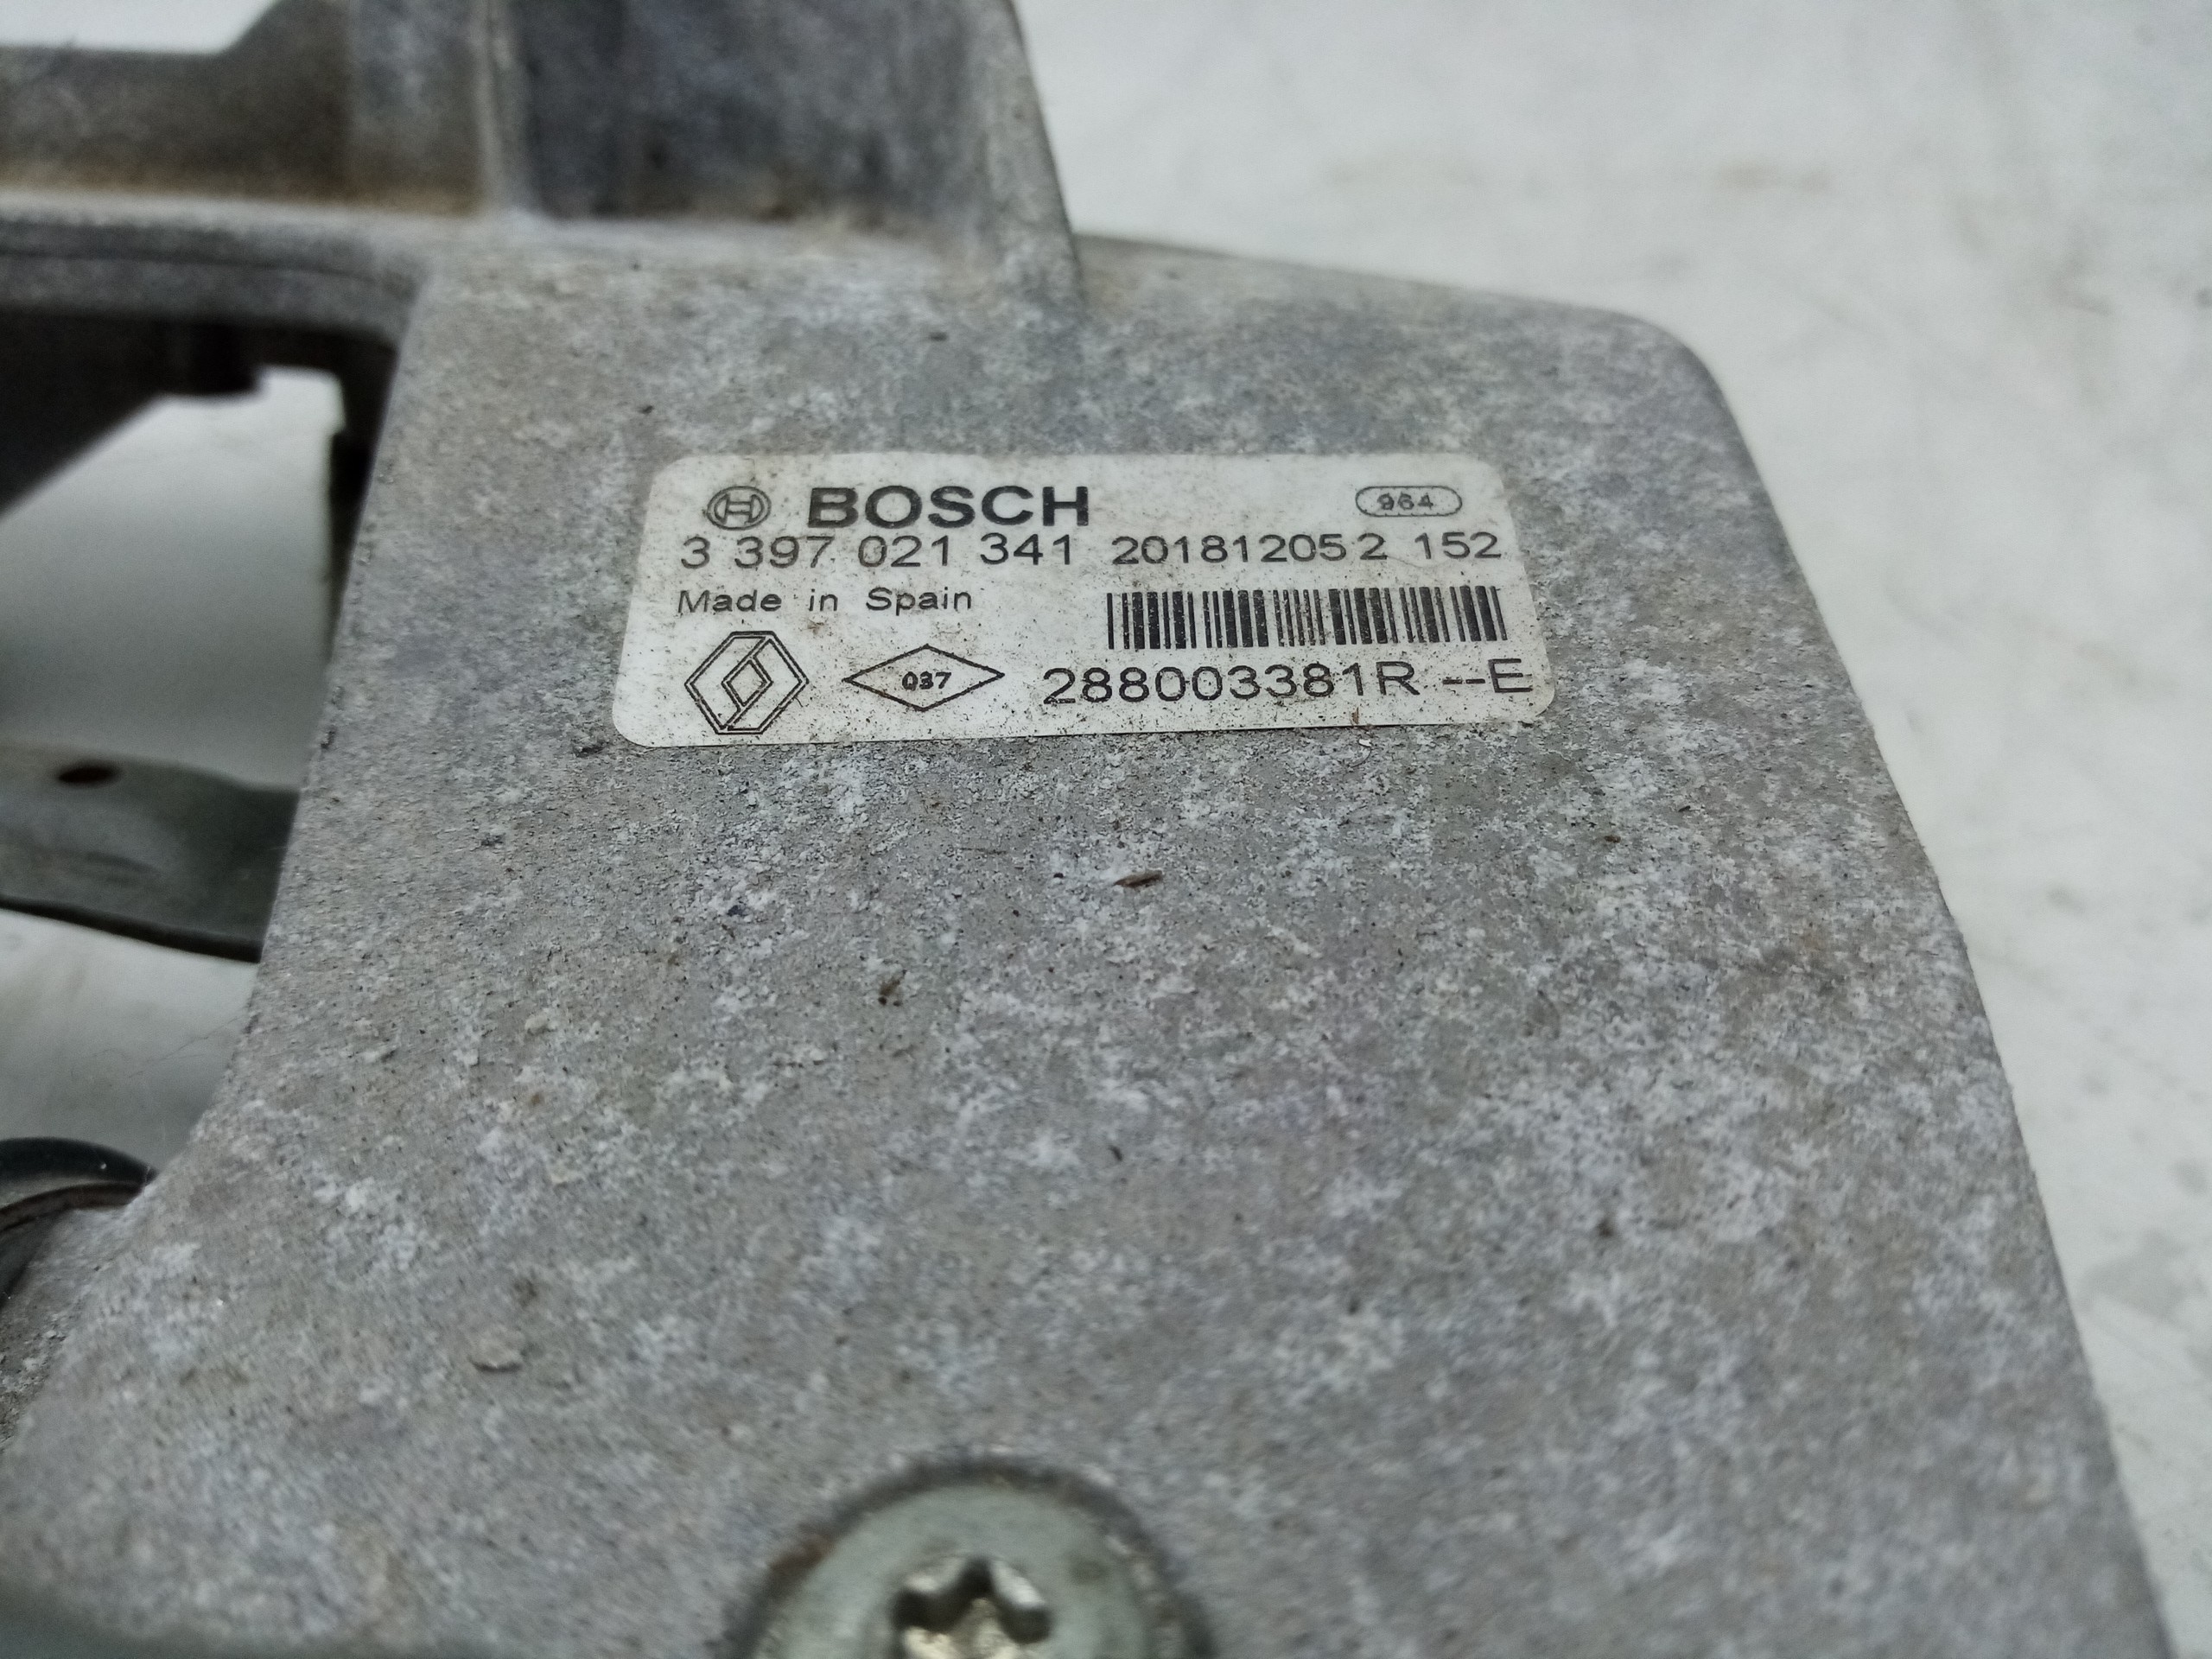 BOSCH 964
3 397 021 341 201812052 152
Made in Spain
037 288003381R --E